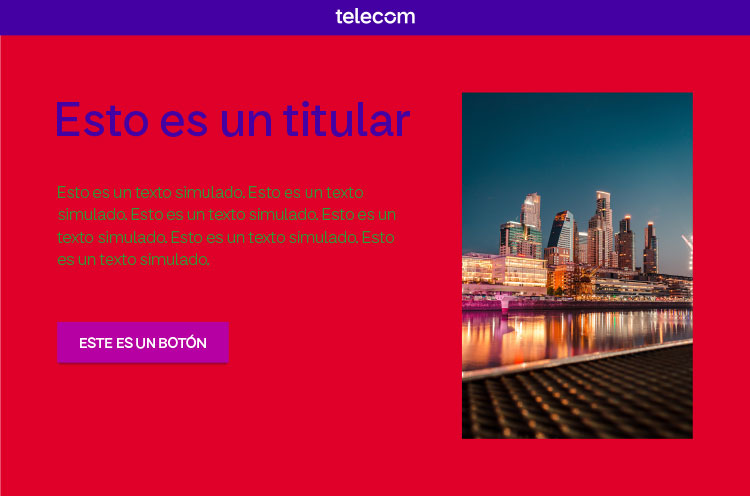 telecom
Esto es un titular
Esto es un texto simulado. Esto es un texto
simulado. Esto es un texto simulado. Esto es un
texto simulado. Esto es un texto simulado. Esto
es un texto simulado.
ESTE ES UN BOTÓN